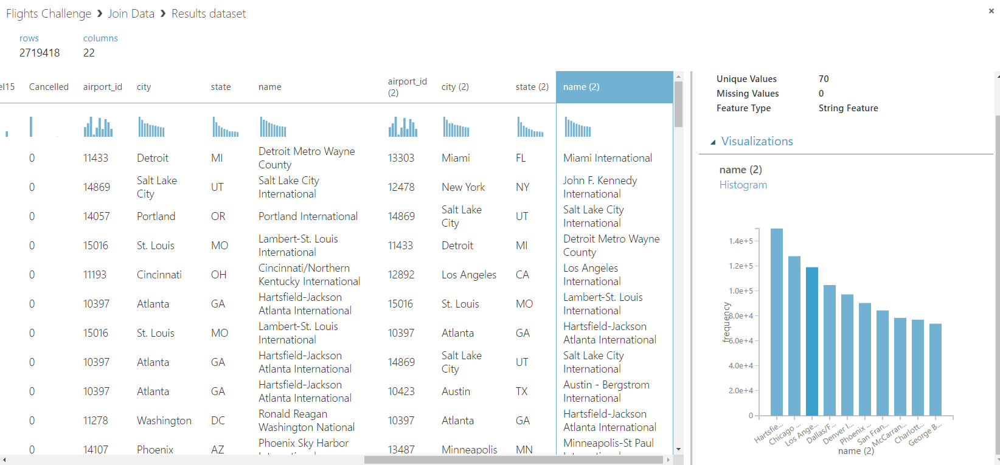 Flights Challenge > Join Data > Results dataset
rows columns
2719418 22
el15 Cancelled airport_id city state name airport_id (2) city (2) state (2) name (2)
0 11433 Detroit MI Detroit Metro Wayne County 13303 Miami FL Miami International
0 14869 Salt Lake City UT Salt Lake City International 12478 New York NY John F. Kennedy International
0 14057 Portland OR Portland International 14869 Salt Lake City UT Salt Lake City International
0 15016 St. Louis MO Lambert-St. Louis International 11433 Detroit MI Detroit Metro Wayne County
0 11193 Cincinnati OH Cincinnati/Northern Kentucky International 12892 Los Angeles CA Los Angeles International
0 10397 Atlanta GA Hartsfield-Jackson Atlanta International 15016 St. Louis MO Lambert-St. Louis International
0 15016 St. Louis MO Lambert-St. Louis International 10397 Atlanta GA Hartsfield-Jackson Atlanta International
0 10397 Atlanta GA Hartsfield-Jackson Atlanta International 14869 Salt Lake City UT Salt Lake City International
0 10397 Atlanta GA Hartsfield-Jackson Atlanta International 10423 Austin TX Austin - Bergstrom International
0 11278 Washington DC Ronald Reagan Washington National 10397 Atlanta GA Hartsfield-Jackson Atlanta International
0 14107 Phoenix AZ Phoenix Sky Harbor 13487 Minneapolis MN Minneapolis-St Paul
Unique Values 70
Missing Values 0
Feature Type String Feature
Visualizations
name (2)
Histogram
1.4e+5
1.2e+5
1.0e+5
8.0e+4
6.0e+4
4.0e+4
2.0e+4
0
frequency
Hartsfie...
Chicago ...
Los Ange...
Dallas/F...
Denver I...
Phoenix ...
San Fran...
McCarran...
Charlott...
George B...
name (2)